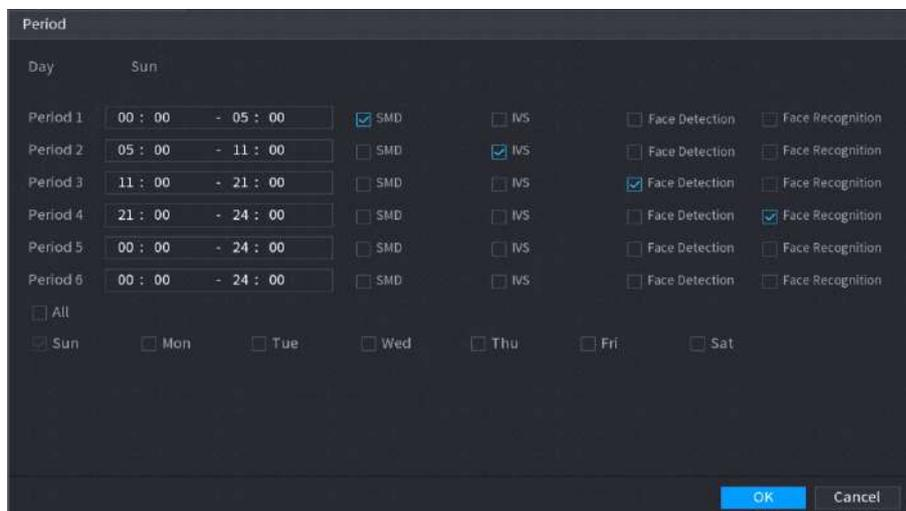 Period
Day Sun
Period 1 00 : 00 - 05 : 00 SMD IVS Face Detection Face Recognition
Period 2 05 : 00 - 11 : 00 SMD IVS Face Detection Face Recognition
Period 3 11 : 00 - 21 : 00 SMD IVS Face Detection Face Recognition
Period 4 21 : 00 - 24 : 00 SMD IVS Face Detection Face Recognition
Period 5 00 : 00 - 24 : 00 SMD IVS Face Detection Face Recognition
Period 6 00 : 00 - 24 : 00 SMD IVS Face Detection Face Recognition
All
Sun Mon Tue Wed Thu Fri Sat
OK Cancel